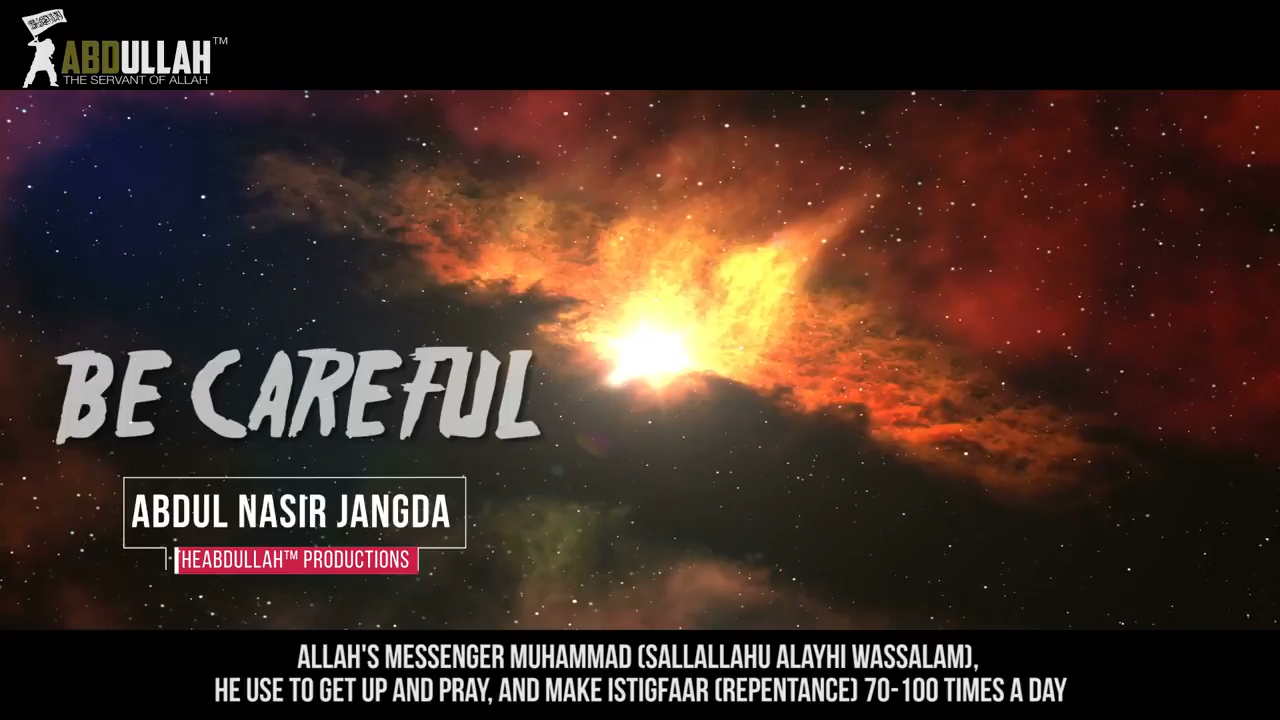 ABDULLAH™
THE SERVANT OF ALLAH
BE CAREFUL
ABDUL NASIR JANGDA
HEABDULLAH™ PRODUCTIONS
ALLAH'S MESSENGER MUHAMMAD (SALLALLAHU ALAYHI WASSALAM),
HE USE TO GET UP AND PRAY, AND MAKE ISTIGFAAR (REPENTANCE) 70-100 TIMES A DAY